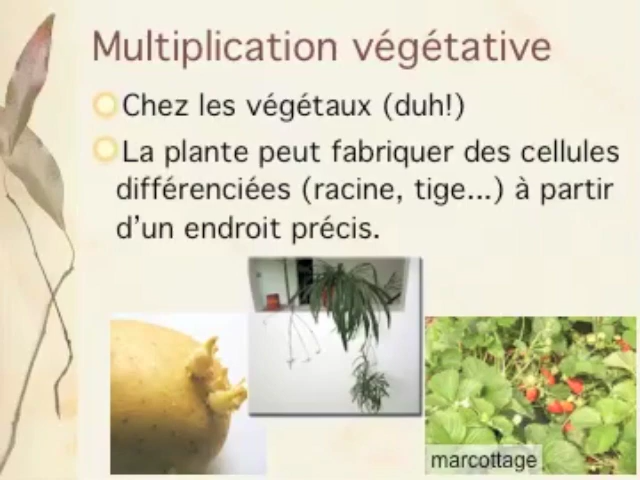 Multiplication végétative
Chez les végétaux (duh!)
La plante peut fabriquer des cellules
différenciées (racine, tige...) à partir
d'un endroit précis.
marcottage